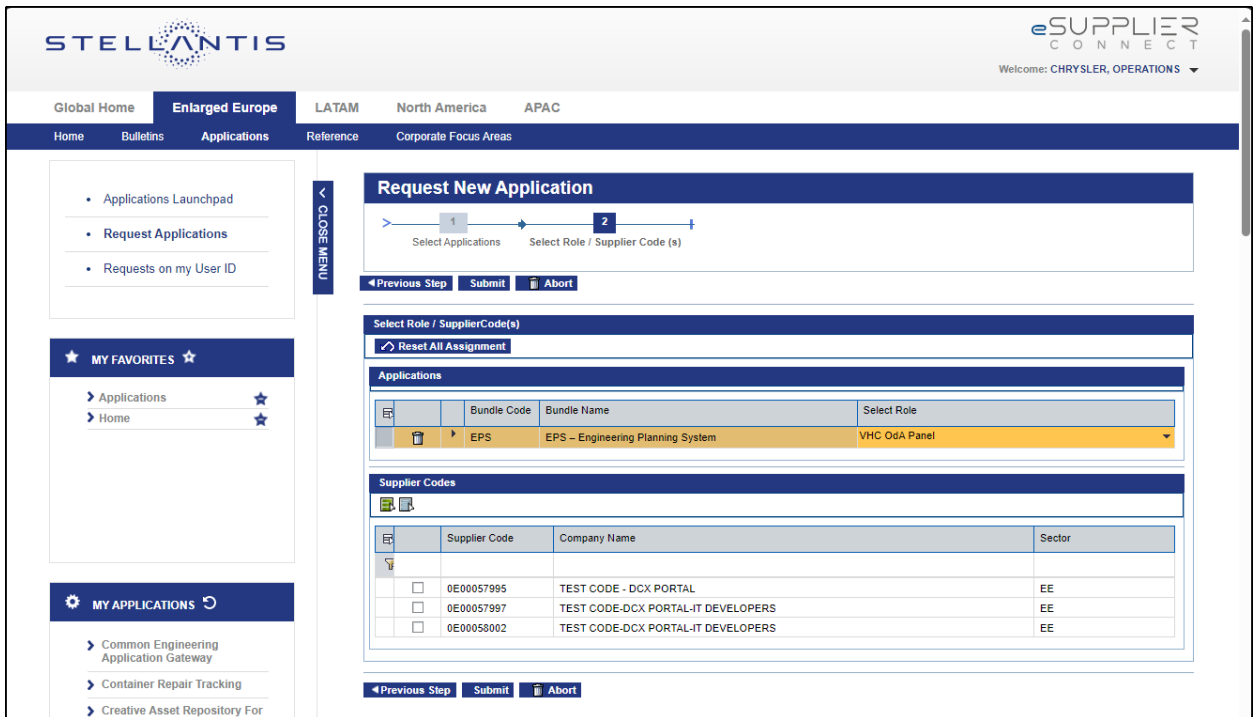 STELLANTIS
eSUPPLIER
CONNECT
Welcome: CHRYSLER, OPERATIONS
Global Home Enlarged Europe LATAM North America APAC
Home Bulletins Applications Reference Corporate Focus Areas
• Applications Launchpad
• Request Applications
• Requests on my User ID
MY FAVORITES
Applications
Home
MY APPLICATIONS
Common Engineering
Application Gateway
Container Repair Tracking
Creative Asset Repository For
< CLOSE MENU
Request New Application
1 2
Select Applications Select Role / Supplier Code (s)
Previous Step Submit Abort
Select Role / SupplierCode(s)
Reset All Assignment
Applications
Bundle Code Bundle Name Select Role
EPS EPS – Engineering Planning System VHC OdA Panel
Supplier Codes
Supplier Code Company Name Sector
0E00057995 TEST CODE - DCX PORTAL EE
0E00057997 TEST CODE-DCX PORTAL-IT DEVELOPERS EE
0E00058002 TEST CODE-DCX PORTAL-IT DEVELOPERS EE
Previous Step Submit Abort